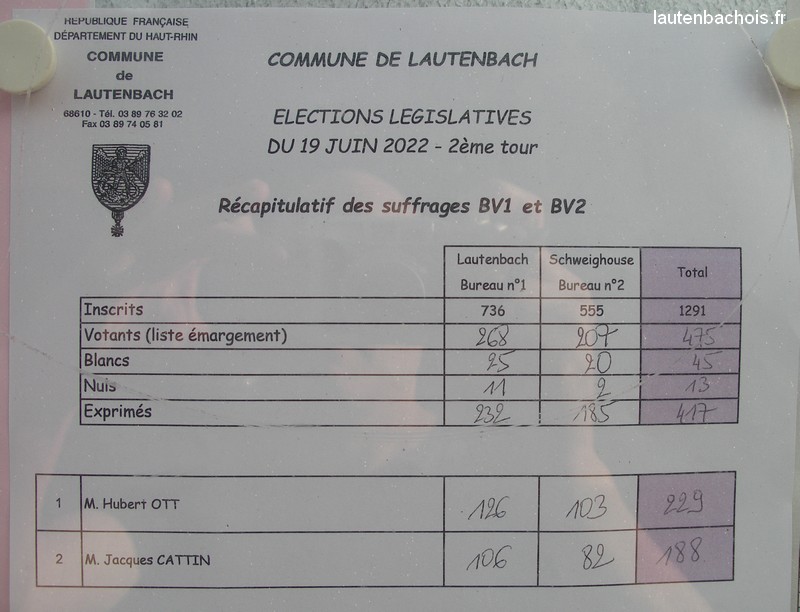 lautenbachois.fr
REPUBLIQUE FRANÇAISE
DÉPARTEMENT DU HAUT-RHIN
COMMUNE
de
LAUTENBACH
68610 - Tél. 03 89 76 32 02
Fax 03 89 74 05 81
COMMUNE DE LAUTENBACH
ELECTIONS LEGISLATIVES
DU 19 JUIN 2022 - 2ème tour
Récapitulatif des suffrages BV1 et BV2
Lautenbach Bureau n°1 Schweighouse Bureau n°2 Total
Inscrits 736 555 1291
Votants (liste émargement) 268 207 475
Blancs 25 20 45
Nuls 11 2 13
Exprimés 232 185 417
1 M. Hubert OTT 126 103 229
2 M. Jacques CATTIN 106 82 188